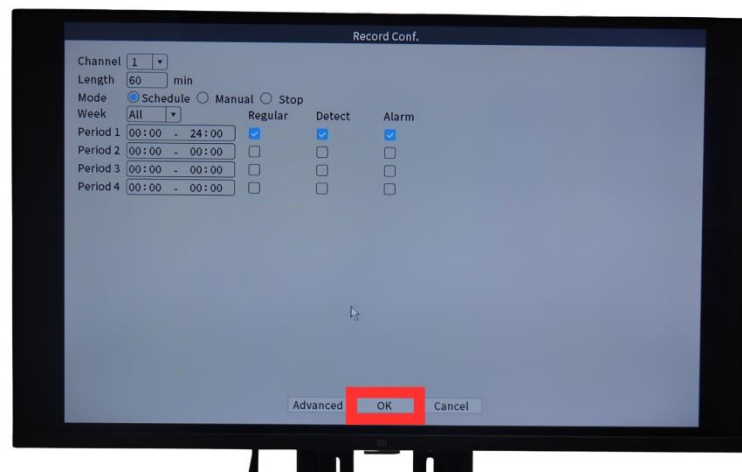 Record Conf.
Channel 1
Length 60 min
Mode Schedule Manual Stop
Week All Regular Detect Alarm
Period 1 00:00 - 24:00
Period 2 00:00 - 00:00
Period 3 00:00 - 00:00
Period 4 00:00 - 00:00
Advanced OK Cancel